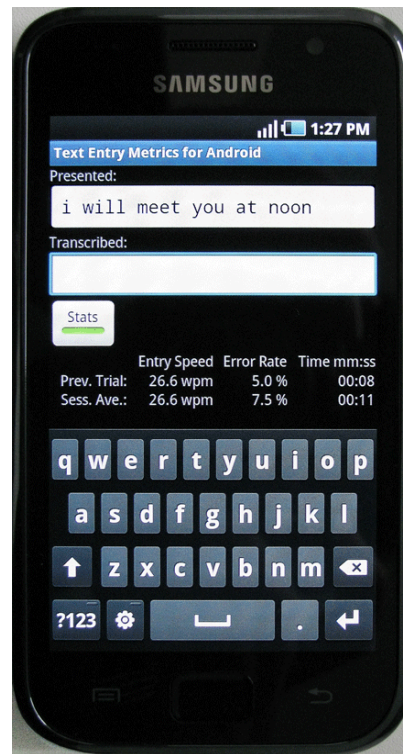 SAMSUNG
1:27 PM
Text Entry Metrics for Android
Presented:
i will meet you at noon
Transcribed:
Stats
Entry Speed Error Rate Time mm:ss
Prev. Trial: 26.6 wpm 5.0 % 00:08
Sess. Ave.: 26.6 wpm 7.5 % 00:11
q w e r t y u i o p
a s d f g h j k l
z x c v b n m
?123 .